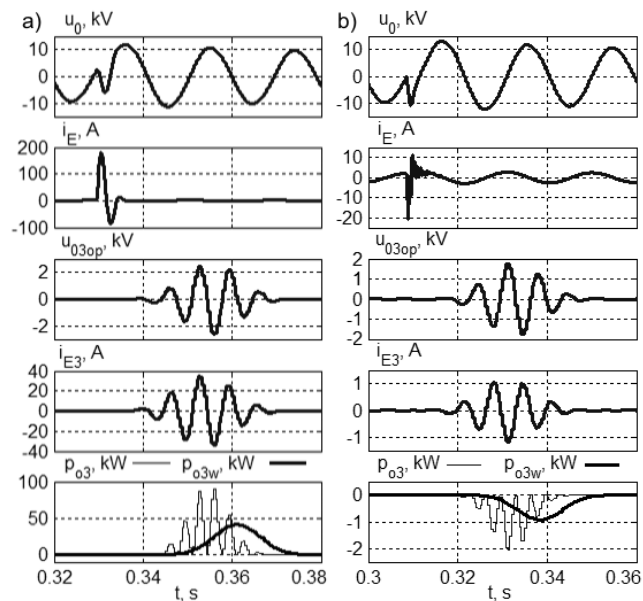 a) u0, kV
b) u0, kV
10
0
-10
10
0
-10
iE, A
iE, A
200
100
0
-100
10
0
-10
-20
u03op, kV
u03op, kV
2
0
-2
2
1
0
-1
-2
iE3, A
iE3, A
40
20
0
-20
-40
1
0
-1
po3, kW po3w, kW
po3, kW po3w, kW
100
50
0
0
-1
-2
0.32 0.34 0.36 0.38
0.3 0.32 0.34 0.36
t, s
t, s